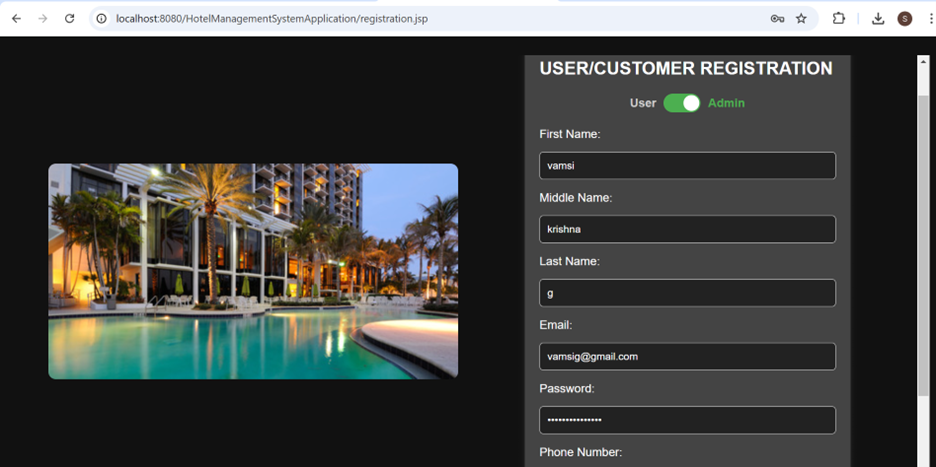 localhost:8080/HotelManagementSystemApplication/registration.jsp
S
USER/CUSTOMER REGISTRATION
User Admin
First Name:
vamsi
Middle Name:
krishna
Last Name:
g
Email:
vamsig@gmail.com
Password:
•••••••••••••••
Phone Number: